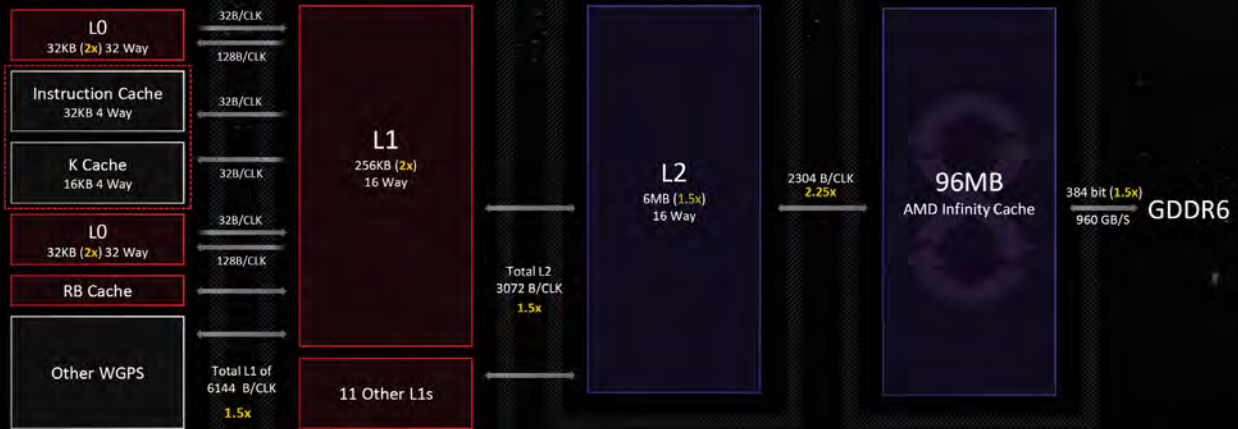 L0
32KB (2x) 32 Way
32B/CLK
128B/CLK
Instruction Cache
32KB 4 Way
32B/CLK
K Cache
16KB 4 Way
32B/CLK
L0
32KB (2x) 32 Way
32B/CLK
128B/CLK
RB Cache
Other WGPS
Total L1 of
6144 B/CLK
1.5x
L1
256KB (2x)
16 Way
11 Other L1s
Total L2
3072 B/CLK
1.5x
L2
6MB (1.5x)
16 Way
2304 B/CLK
2.25x
96MB
AMD Infinity Cache
384 bit (1.5x)
960 GB/S
GDDR6